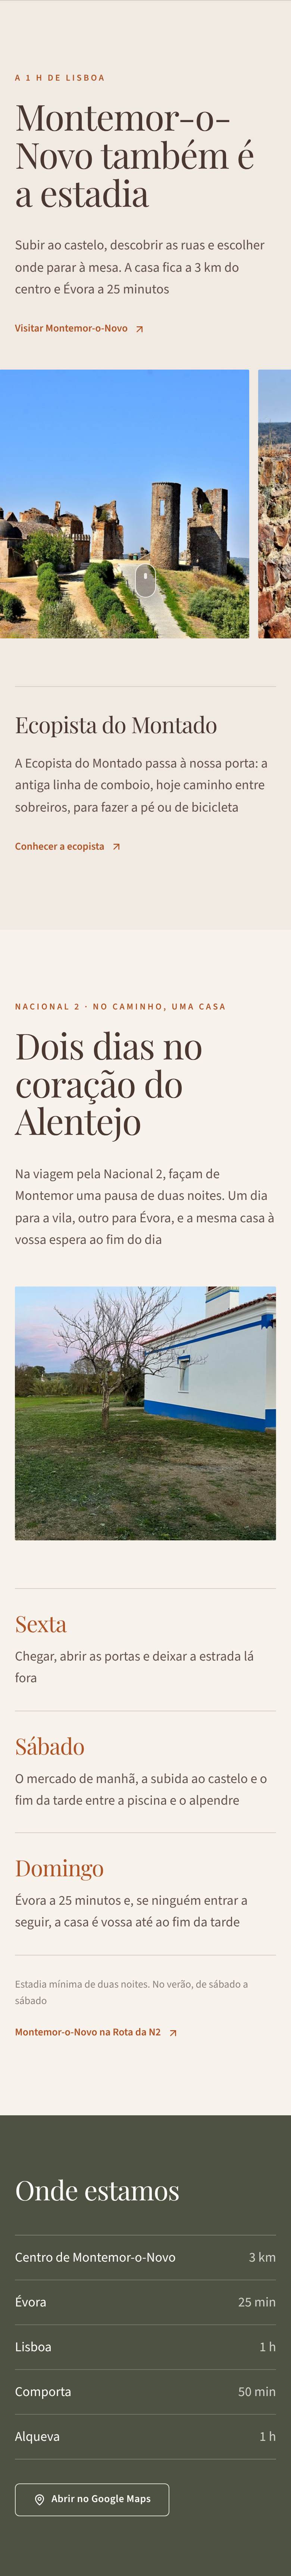 A 1 H DE LISBOA
Montemor-o-
Novo também é
a estadia
Subir ao castelo, descobrir as ruas e escolher
onde parar à mesa. A casa fica a 3 km do
centro e Évora a 25 minutos
Visitar Montemor-o-Novo
Ecopista do Montado
A Ecopista do Montado passa à nossa porta: a
antiga linha de comboio, hoje caminho entre
sobreiros, para fazer a pé ou de bicicleta
Conhecer a ecopista
NACIONAL 2 · NO CAMINHO, UMA CASA
Dois dias no
coração do
Alentejo
Na viagem pela Nacional 2, façam de
Montemor uma pausa de duas noites. Um dia
para a vila, outro para Évora, e a mesma casa à
vossa espera ao fim do dia
Sexta
Chegar, abrir as portas e deixar a estrada lá
fora
Sábado
O mercado de manhã, a subida ao castelo e o
fim da tarde entre a piscina e o alpendre
Domingo
Évora a 25 minutos e, se ninguém entrar a
seguir, a casa é vossa até ao fim da tarde
Estadia mínima de duas noites. No verão, de sábado a
sábado
Montemor-o-Novo na Rota da N2
Onde estamos
Centro de Montemor-o-Novo 3 km
Évora 25 min
Lisboa 1 h
Comporta 50 min
Alqueva 1 h
Abrir no Google Maps